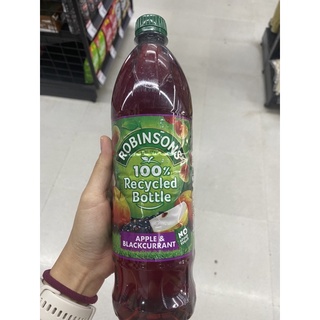 ROBINSONS
100%
Recycled
Bottle
APPLE &
BLACKCURRANT
NO